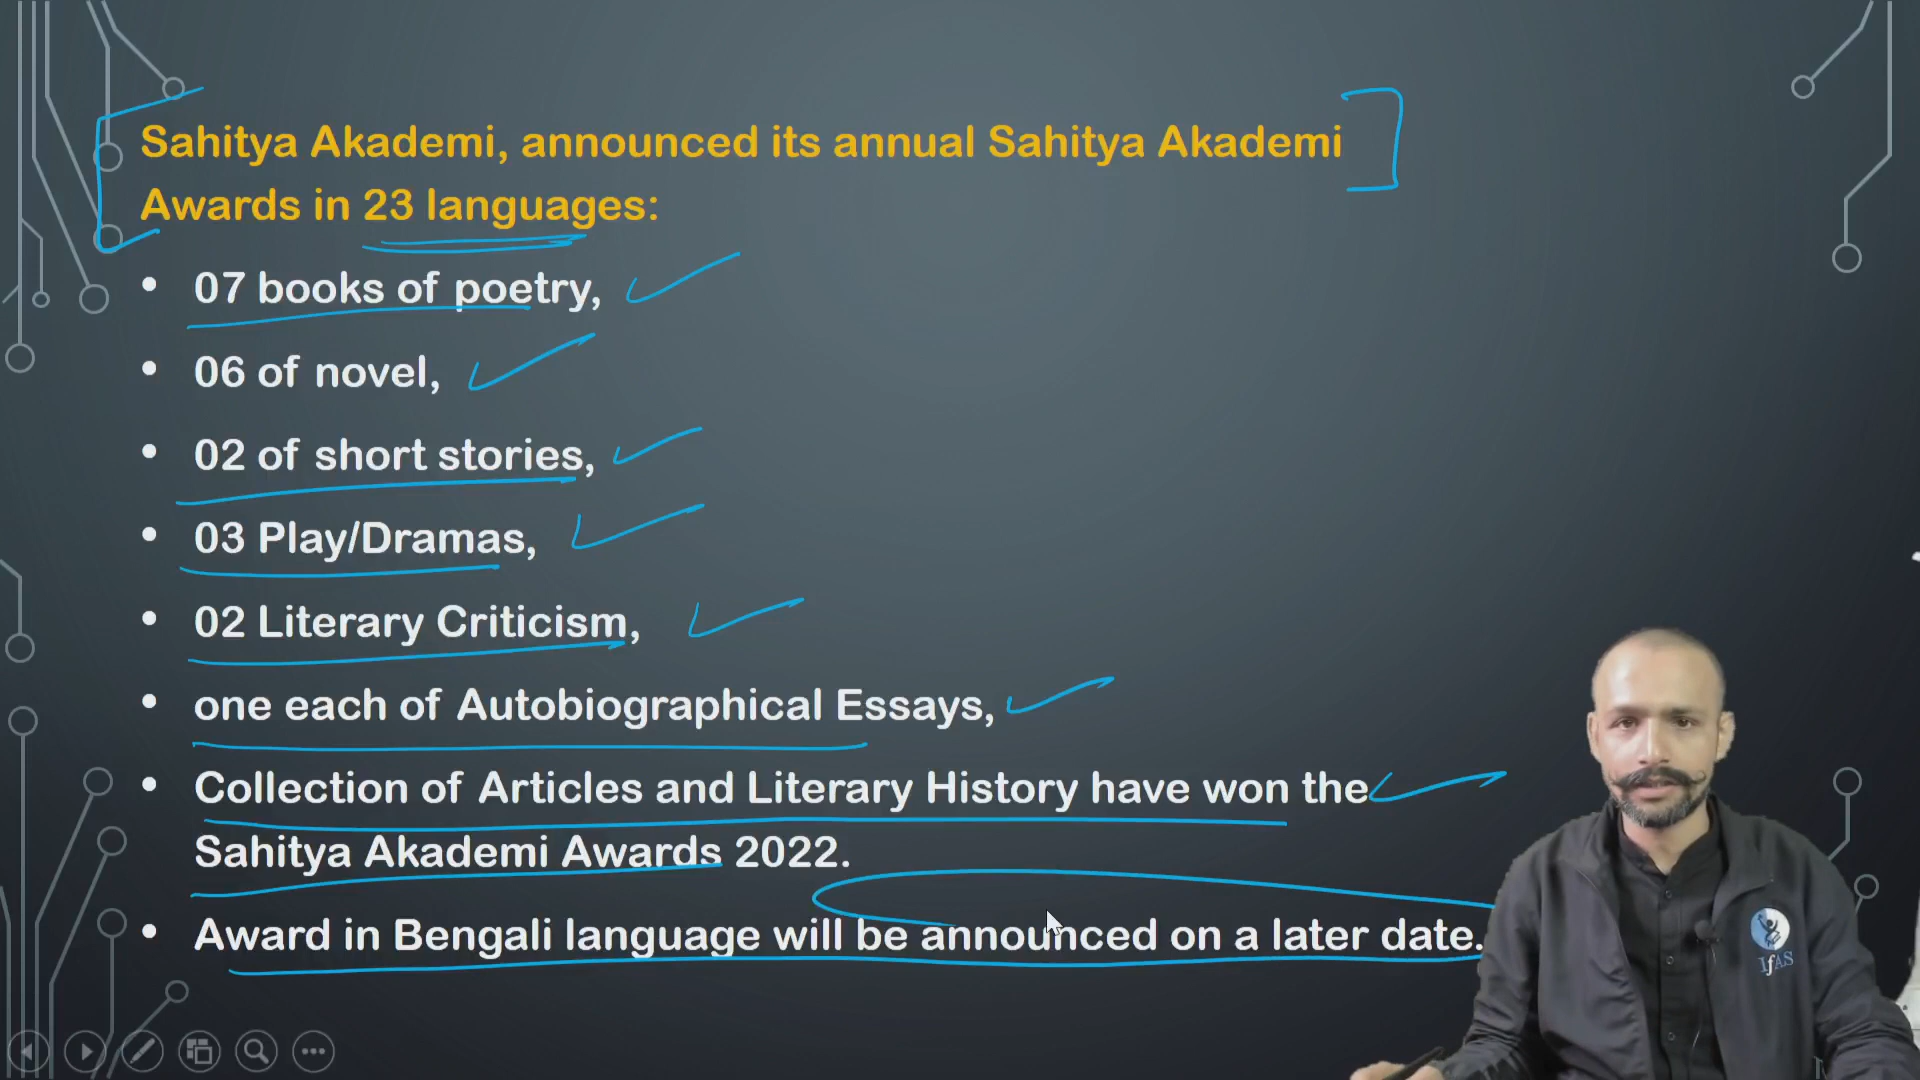 Sahitya Akademi, announced its annual Sahitya Akademi
Awards in 23 languages:
• 07 books of poetry,
• 06 of novel,
• 02 of short stories,
• 03 Play/Dramas,
• 02 Literary Criticism,
• one each of Autobiographical Essays,
• Collection of Articles and Literary History have won the
Sahitya Akademi Awards 2022.
• Award in Bengali language will be announced on a later date.
IfAS